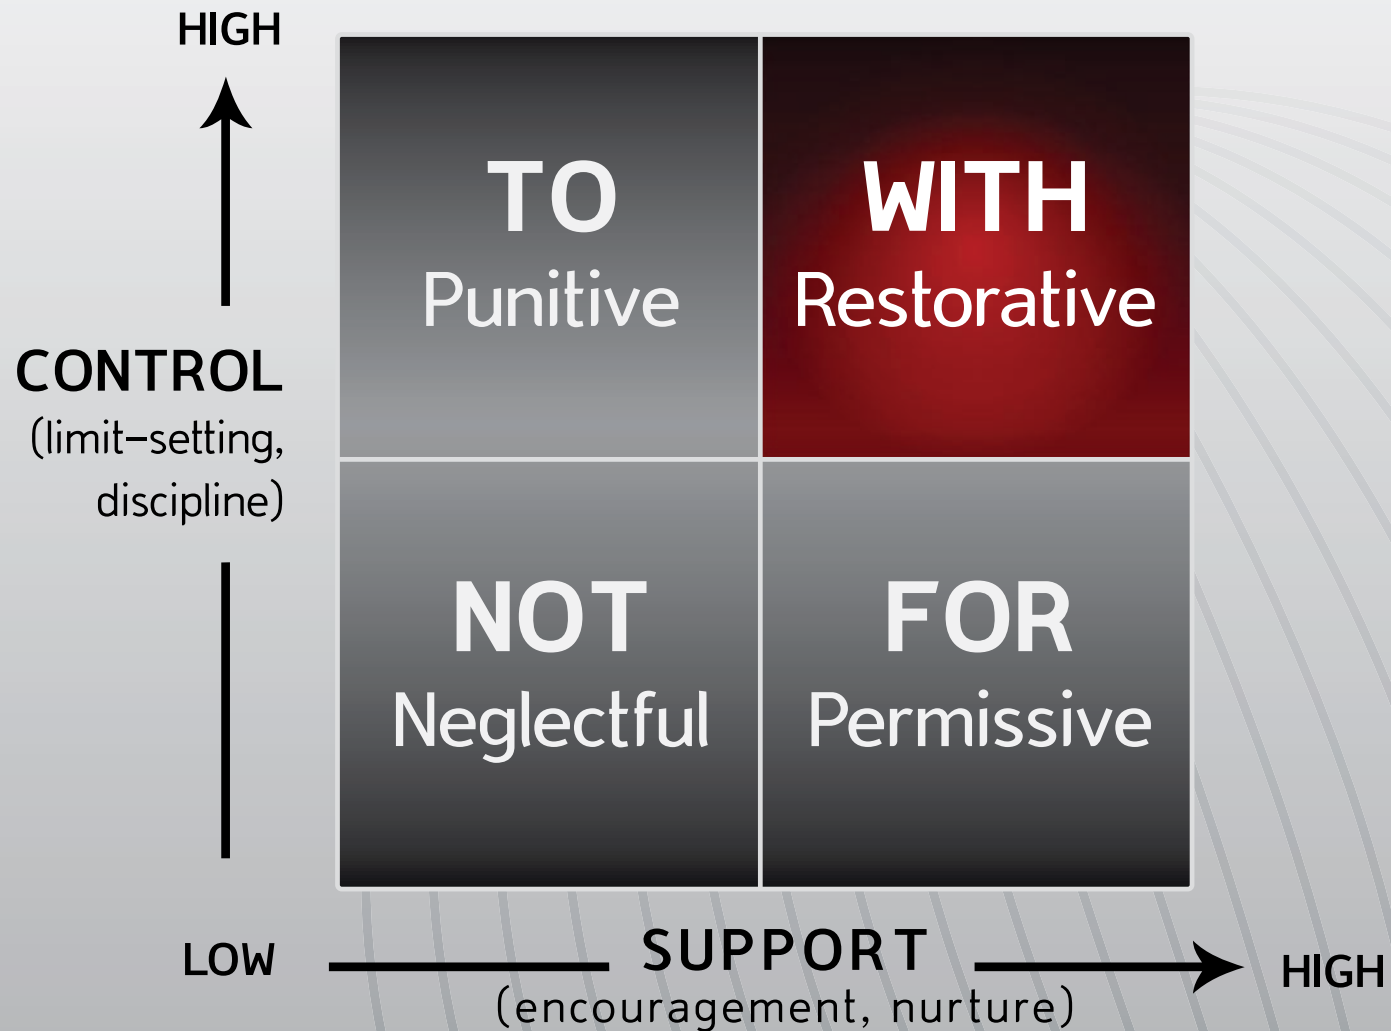 HIGH
TO
Punitive
WITH
Restorative
CONTROL
(limit-setting,
discipline)
NOT
Neglectful
FOR
Permissive
LOW
SUPPORT
(encouragement, nurture)
HIGH